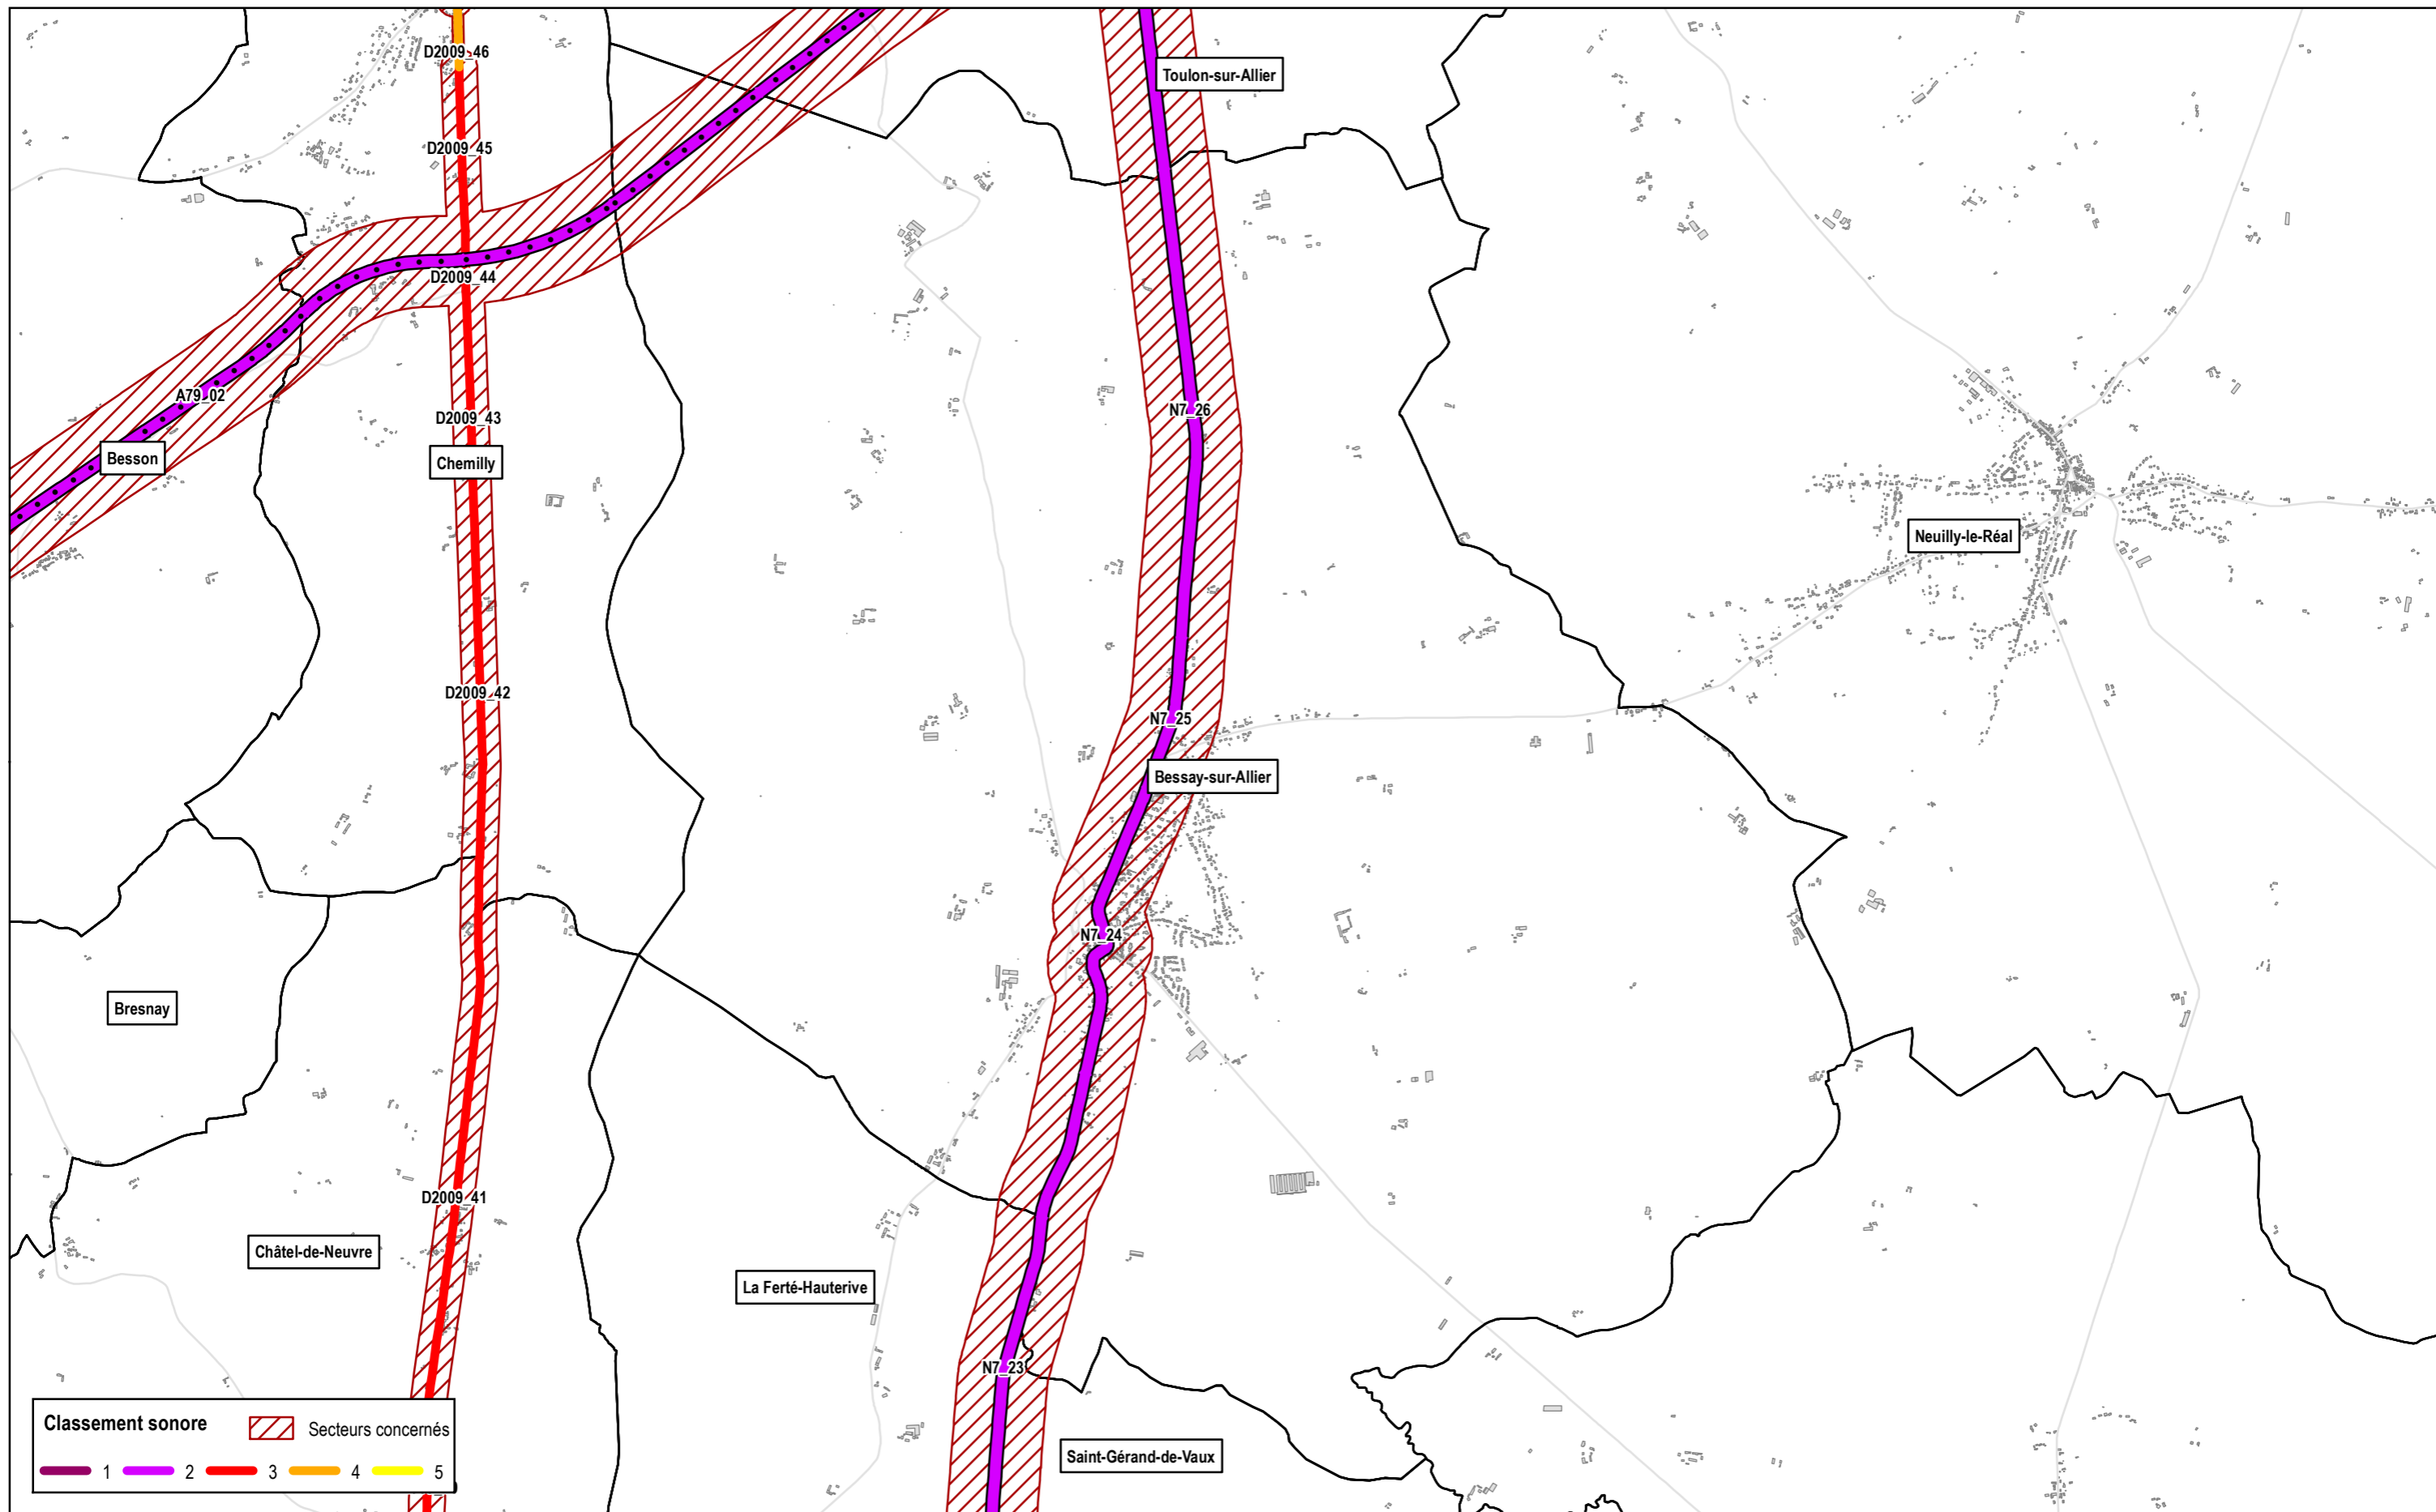 D2009_46
Toulon-sur-Allier
D2009_45
D2009_44
A79_02
N7_26
D2009_43
Besson
Chemilly
Neuilly-le-Réal
D2009_42
N7_25
Bessay-sur-Allier
N7_24
Bresnay
D2009_41
Châtel-de-Neuvre
La Ferté-Hauterive
N7_23
Saint-Gérand-de-Vaux
Classement sonore
Secteurs concernés
1 2 3 4 5